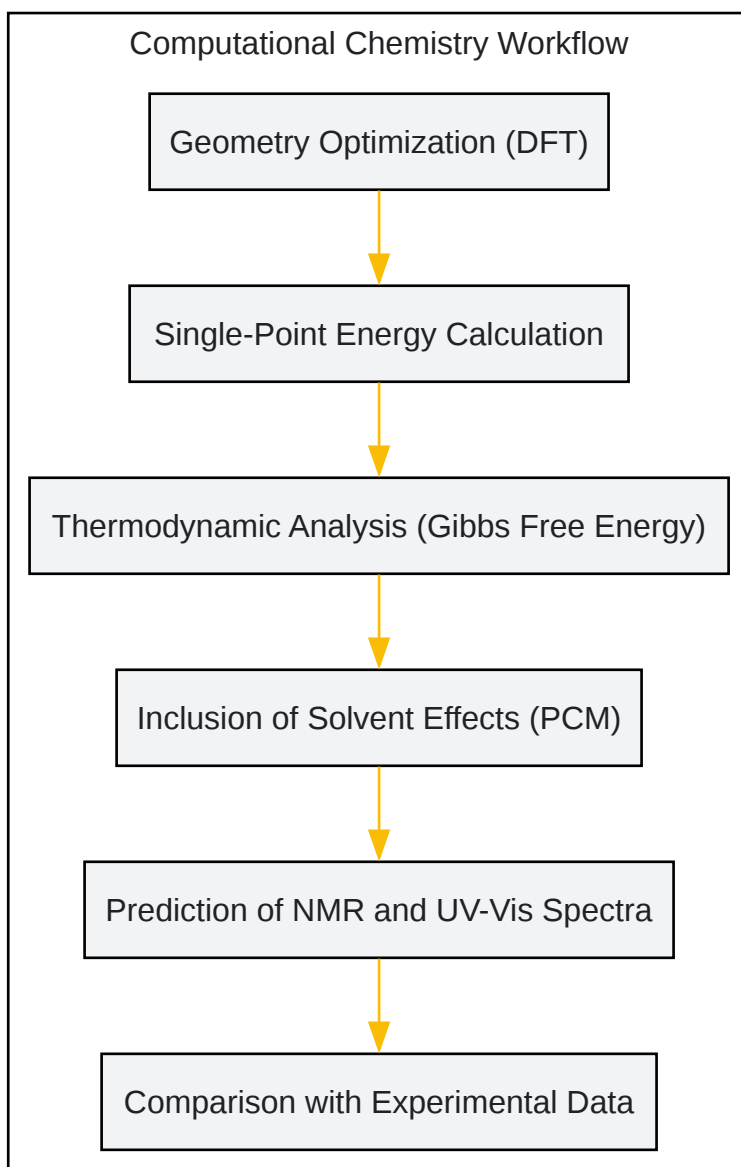 Computational Chemistry Workflow
Geometry Optimization (DFT)
Single-Point Energy Calculation
Thermodynamic Analysis (Gibbs Free Energy)
Inclusion of Solvent Effects (PCM)
Prediction of NMR and UV-Vis Spectra
Comparison with Experimental Data